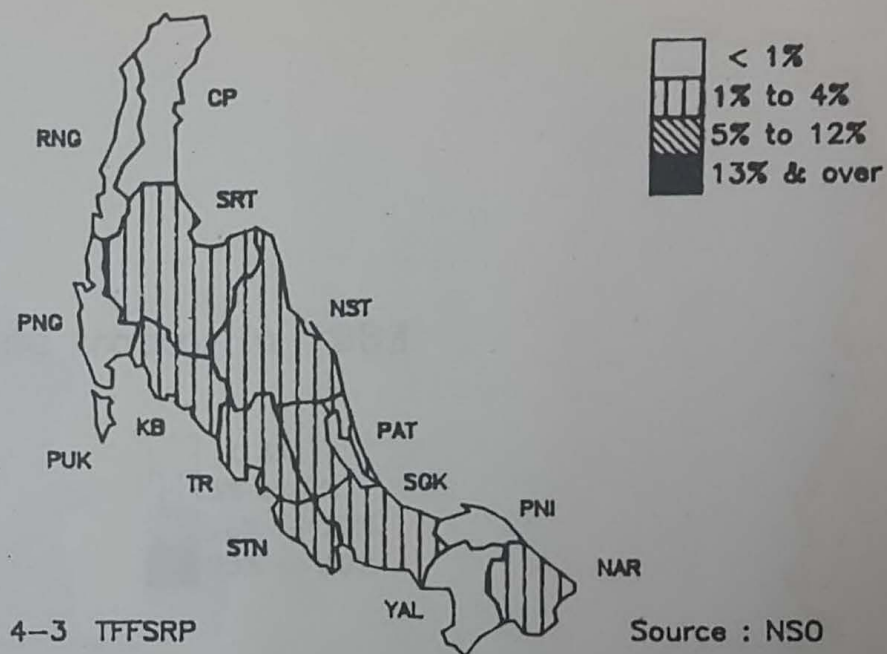 CP
< 1%
1% to 4%
5% to 12%
13% & over
RNG
SRT
PNG
NST
KB
PUK
PAT
TR
SGK
STN
PNI
NAR
YAL
4-3 TFFSRP
Source : NSO